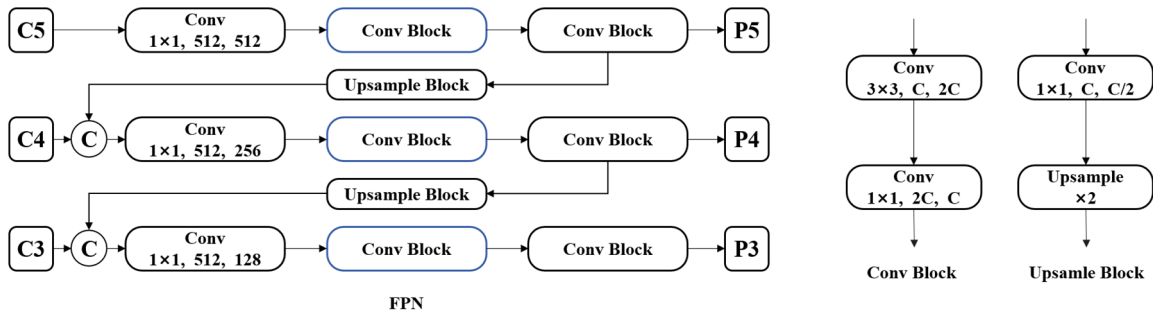 C5
Conv
1×1, 512, 512
Conv Block
Conv Block
P5
Upsample Block
C4
C
Conv
1×1, 512, 256
Conv Block
Conv Block
P4
Upsample Block
C3
C
Conv
1×1, 512, 128
Conv Block
Conv Block
P3
FPN
Conv
3×3, C, 2C
Conv
1×1, 2C, C
Conv Block
Conv
1×1, C, C/2
Upsample
×2
Upsamle Block